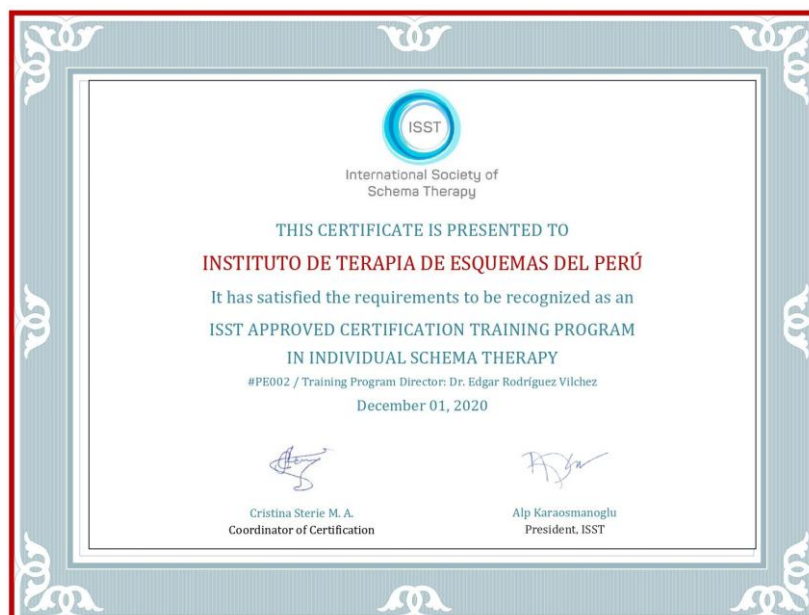 ISST
International Society of
Schema Therapy
THIS CERTIFICATE IS PRESENTED TO
INSTITUTO DE TERAPIA DE ESQUEMAS DEL PERÚ
It has satisfied the requirements to be recognized as an
ISST APPROVED CERTIFICATION TRAINING PROGRAM
IN INDIVIDUAL SCHEMA THERAPY
#PE002 / Training Program Director: Dr. Edgar Rodríguez Vilchez
December 01, 2020
Cristina Sterie M. A.
Coordinator of Certification
Alp Karaosmanoglu
President, ISST